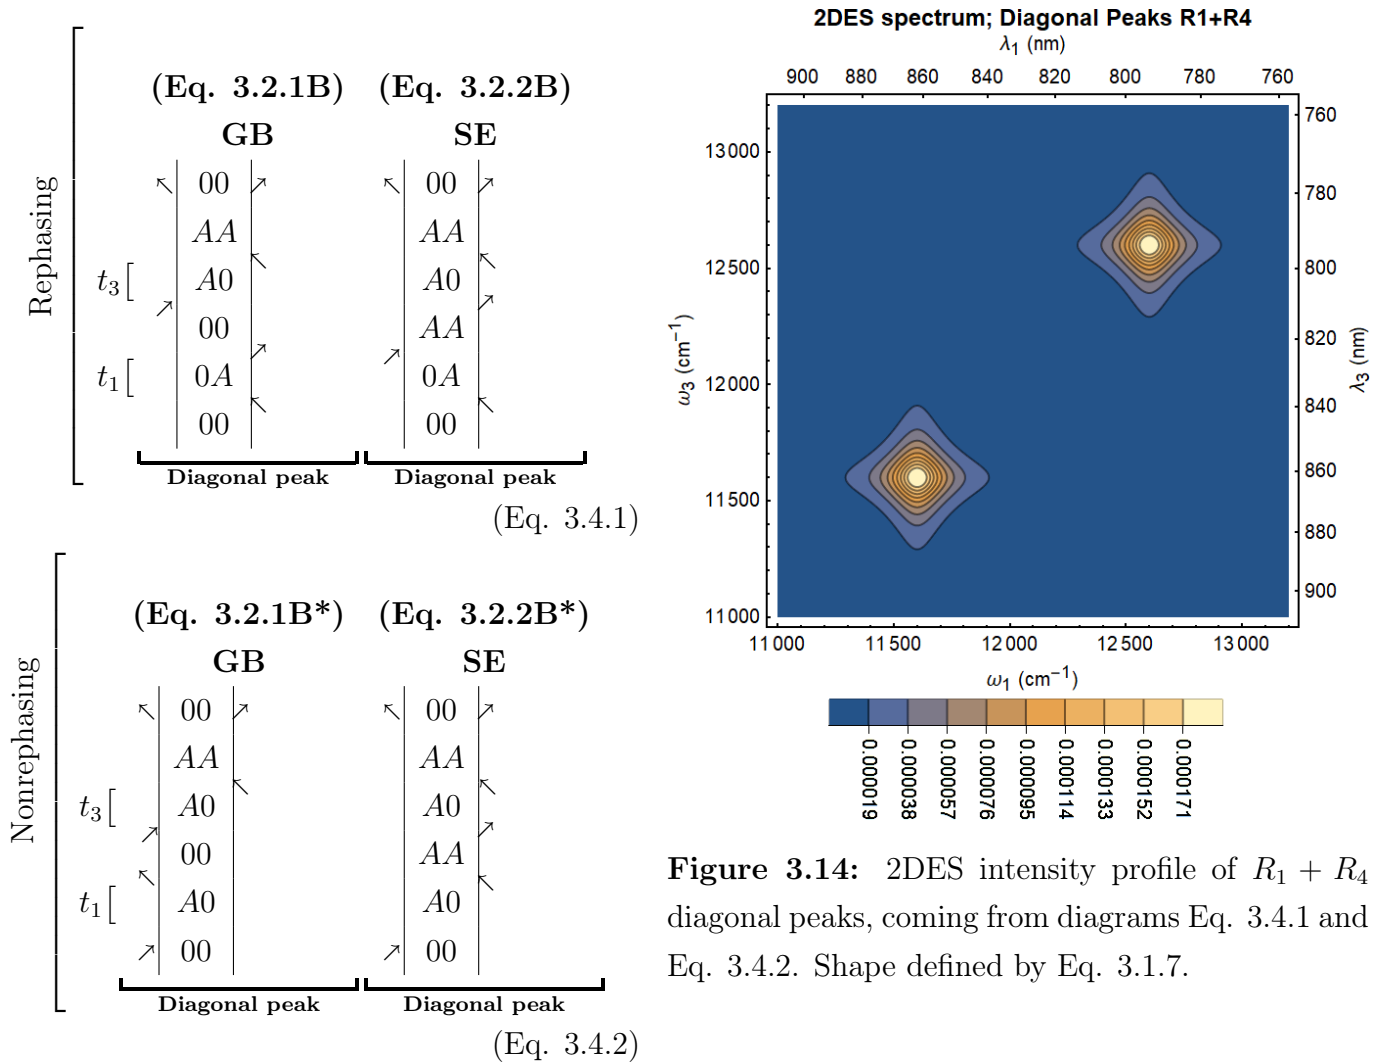 Rephasing
(Eq. 3.2.1B) (Eq. 3.2.2B)
GB SE
00 00
AA AA
t3[ A0 A0
00 AA
t1[ 0A 0A
00 00
Diagonal peak Diagonal peak
(Eq. 3.4.1)
Nonrephasing
(Eq. 3.2.1B*) (Eq. 3.2.2B*)
GB SE
00 00
AA AA
t3[ A0 A0
00 AA
t1[ A0 A0
00 00
Diagonal peak Diagonal peak
(Eq. 3.4.2)
2DES spectrum; Diagonal Peaks R1+R4
λ1 (nm)
900 880 860 840 820 800 780 760
13000
12500
12000
11500
11000
ω3 (cm−1)
760
780
800
820
840
860
880
900
λ3 (nm)
11000 11500 12000 12500 13000
ω1 (cm−1)
0.000019
0.000038
0.000057
0.000076
0.000095
0.000114
0.000133
0.000152
0.000171
Figure 3.14: 2DES intensity profile of R1 + R4
diagonal peaks, coming from diagrams Eq. 3.4.1 and
Eq. 3.4.2. Shape defined by Eq. 3.1.7.